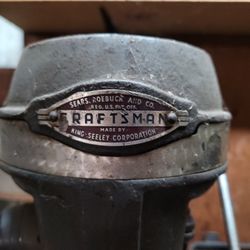 SEARS, ROEBUCK AND CO.
REG. U.S. PAT. OFF.
CRAFTSMAN
MADE BY
KING-SEELEY CORPORATION